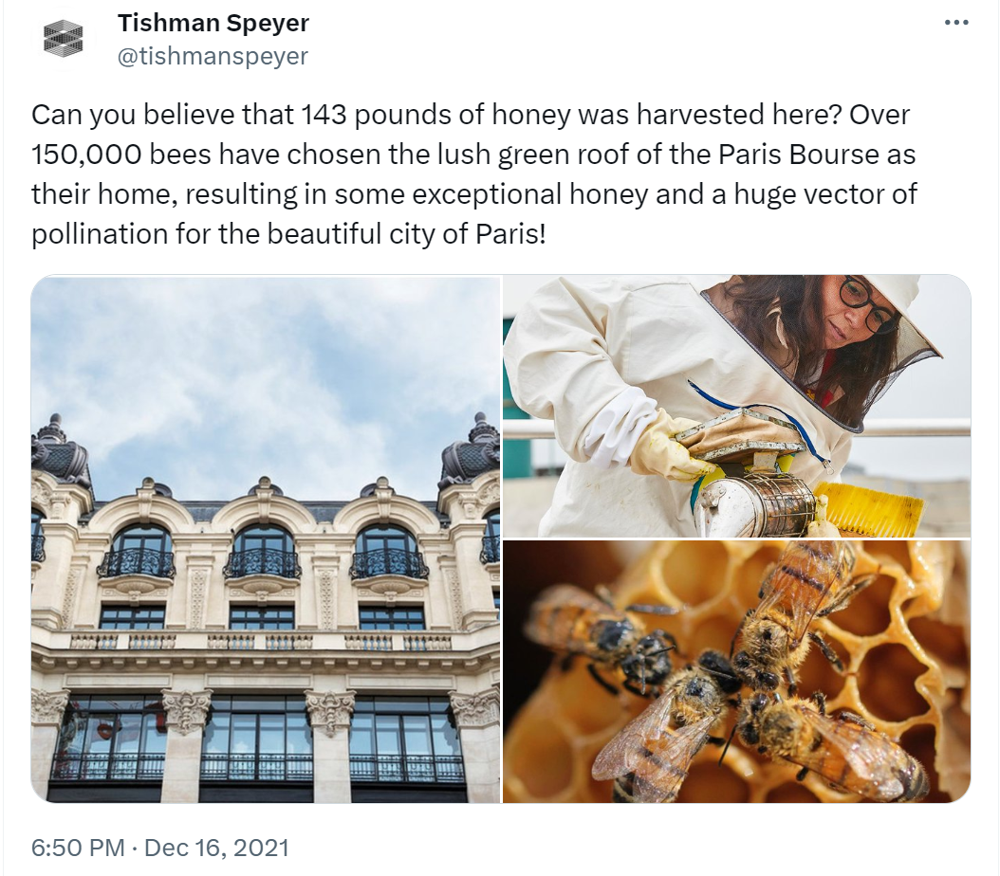 Tishman Speyer
@tishmanspeyer
Can you believe that 143 pounds of honey was harvested here? Over
150,000 bees have chosen the lush green roof of the Paris Bourse as
their home, resulting in some exceptional honey and a huge vector of
pollination for the beautiful city of Paris!
6:50 PM · Dec 16, 2021